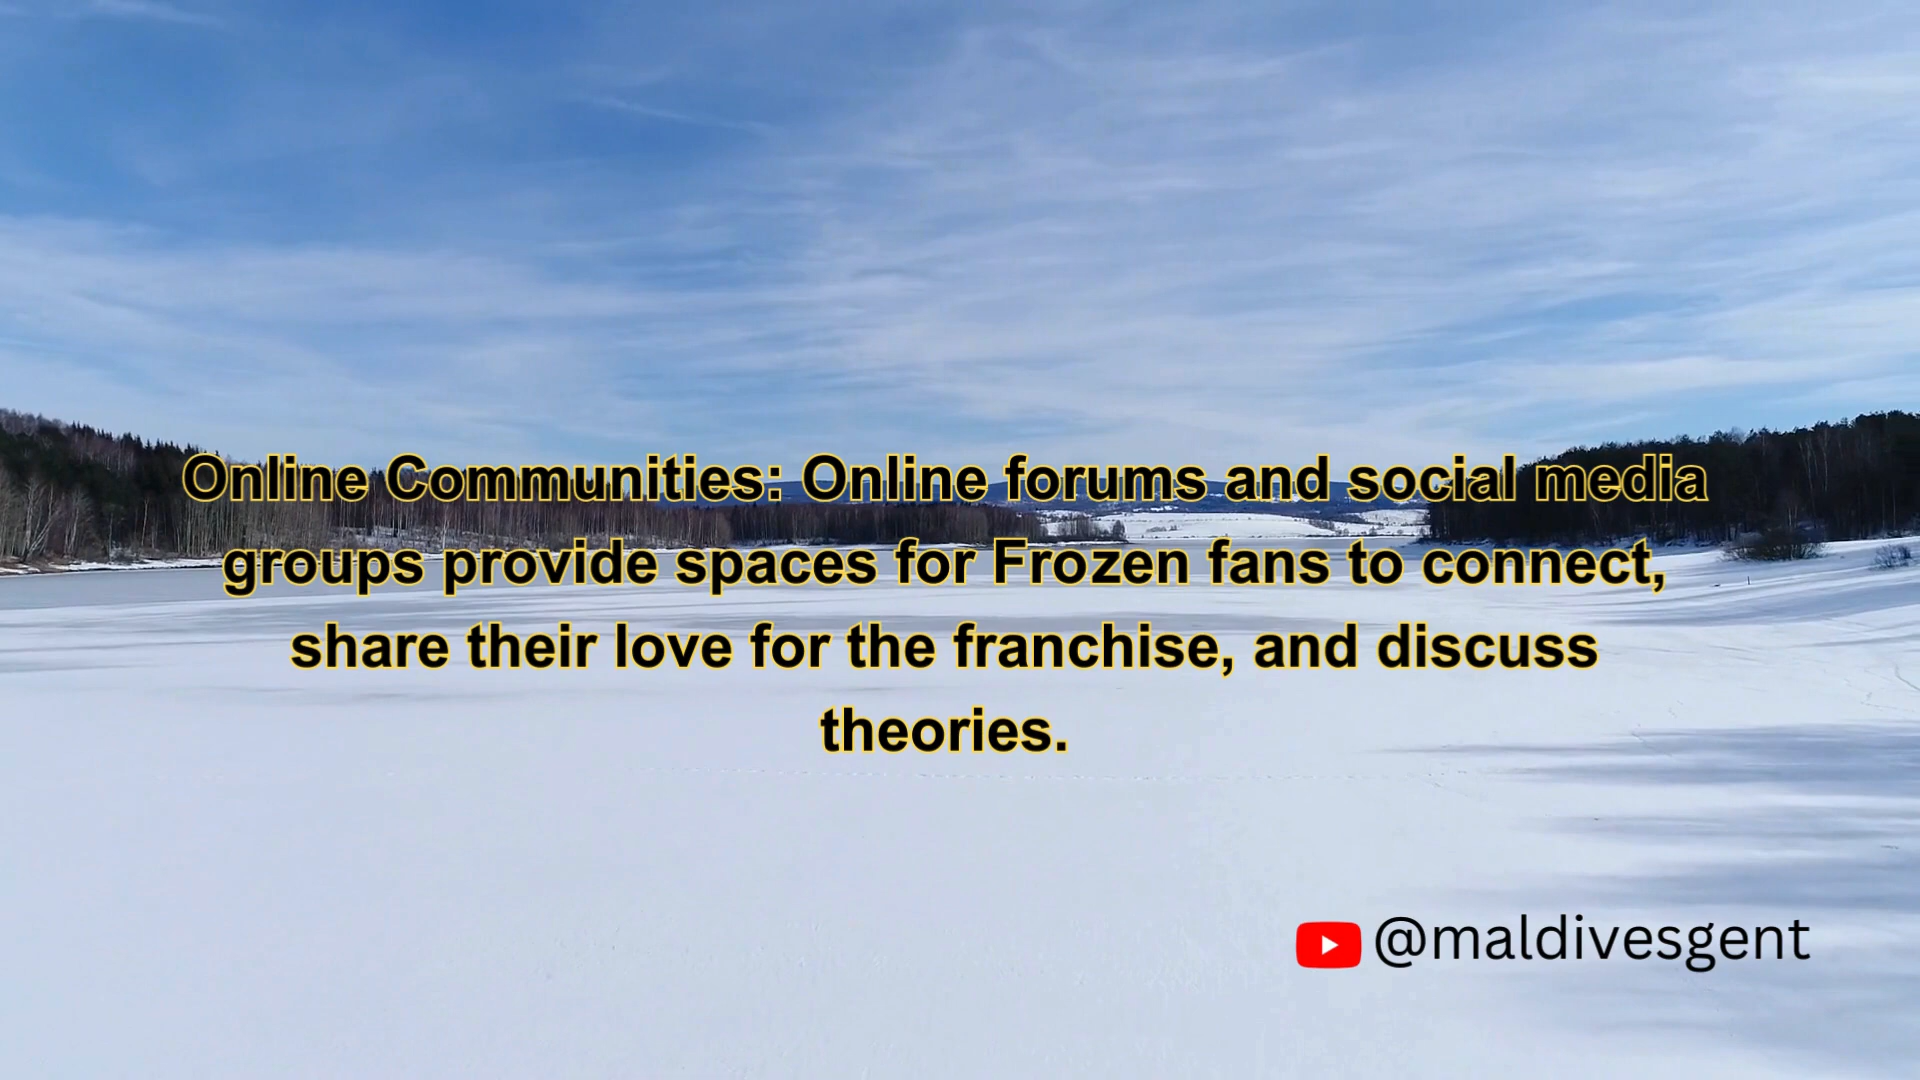 Online Communities: Online forums and social media
groups provide spaces for Frozen fans to connect,
share their love for the franchise, and discuss
theories.
@maldivesgent